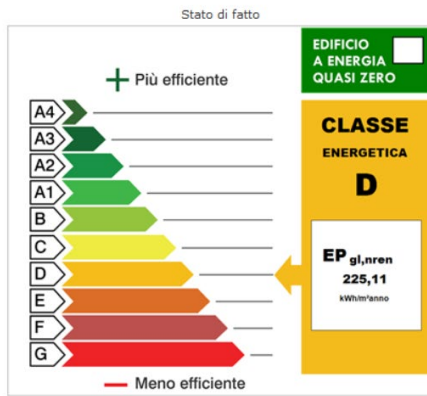 Stato di fatto
EDIFICIO
A ENERGIA
QUASI ZERO
+ Più efficiente
A4
A3
A2
A1
B
C
D
E
F
G
— Meno efficiente
CLASSE
ENERGETICA
D
EP gl,nren
225,11
kWh/m²anno